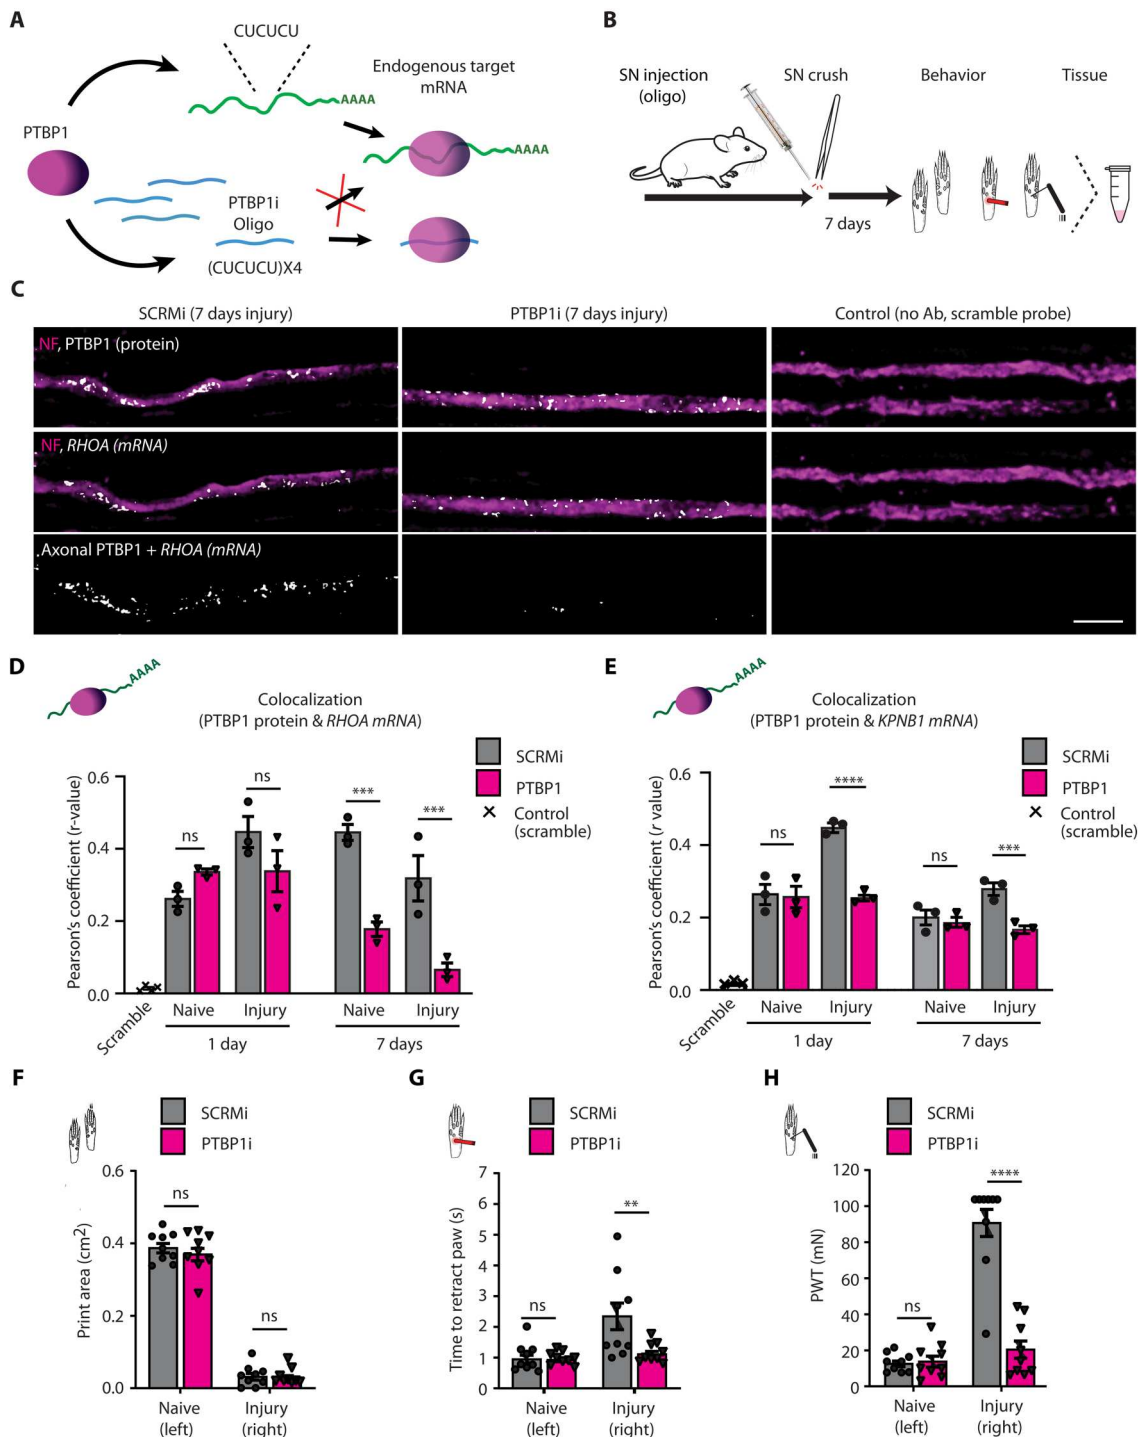 A
CUCUCU
Endogenous target
mRNA
AAAA
PTBP1
AAAA
PTBP1i
Oligo
(CUCUCU)X4
B
SN injection
(oligo)
SN crush
Behavior
Tissue
7 days
C
SCRMi (7 days injury)
PTBP1i (7 days injury)
Control (no Ab, scramble probe)
NF, PTBP1 (protein)
NF, RHOA (mRNA)
Axonal PTBP1 + RHOA (mRNA)
D
AAAA
Colocalization
(PTBP1 protein & RHOA mRNA)
SCRMi
PTBP1
Control
(scramble)
Pearson's coefficient (r-value)
0.6
0.4
0.2
0.0
ns
ns
***
***
Scramble
Naive
Injury
Naive
Injury
1 day
7 days
E
AAAA
Colocalization
(PTBP1 protein & KPNB1 mRNA)
SCRMi
PTBP1
Control
(scramble)
Pearson's coefficient (r value)
0.6
0.4
0.2
0.0
ns
****
ns
***
Scramble
Naive
Injury
Naive
Injury
1 day
7 days
F
SCRMi
PTBP1i
Print area (cm2)
0.6
0.4
0.2
0.0
ns
ns
Naive
(left)
Injury
(right)
G
SCRMi
PTBP1i
Time to retract paw (s)
7
6
5
4
3
2
1
0
ns
**
Naive
(left)
Injury
(right)
H
SCRMi
PTBP1i
PWT (mN)
120
100
80
60
40
20
0
ns
****
Naive
(left)
Injury
(right)